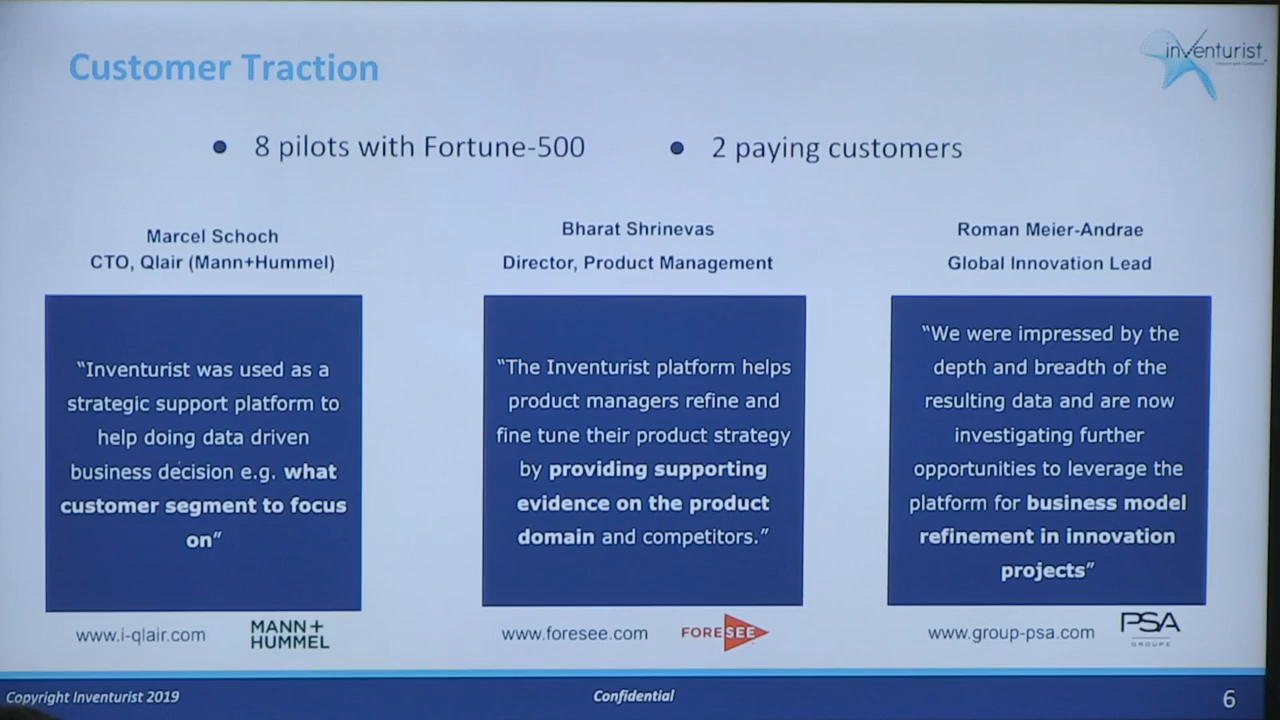 Customer Traction
inventurist
● 8 pilots with Fortune-500
● 2 paying customers
Marcel Schoch
CTO, Qlair (Mann+Hummel)
“Inventurist was used as a
strategic support platform to
help doing data driven
business decision e.g. what
customer segment to focus
on”
www.i-qlair.com
MANN+
HUMMEL
Bharat Shrinevas
Director, Product Management
“The Inventurist platform helps
product managers refine and
fine tune their product strategy
by providing supporting
evidence on the product
domain and competitors.”
www.foresee.com
FORESEE
Roman Meier-Andrae
Global Innovation Lead
“We were impressed by the
depth and breadth of the
resulting data and are now
investigating further
opportunities to leverage the
platform for business model
refinement in innovation
projects”
www.group-psa.com
PSA
GROUPE
Copyright Inventurist 2019
Confidential
6